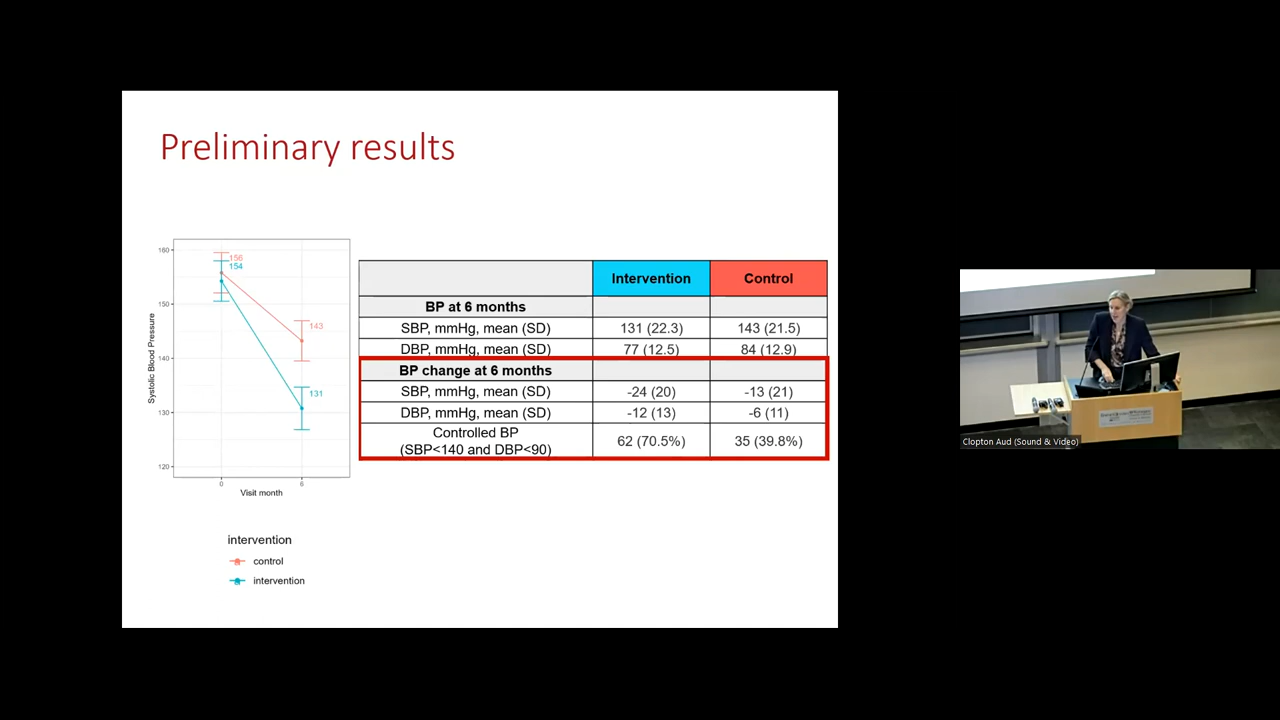 Preliminary results
160
150
140
130
120
Systolic Blood Pressure
156
154
143
131
0
6
Visit month
intervention
control
intervention
Intervention Control
BP at 6 months
SBP, mmHg, mean (SD) 131 (22.3) 143 (21.5)
DBP, mmHg, mean (SD) 77 (12.5) 84 (12.9)
BP change at 6 months
SBP, mmHg, mean (SD) -24 (20) -13 (21)
DBP, mmHg, mean (SD) -12 (13) -6 (11)
Controlled BP
(SBP<140 and DBP<90) 62 (70.5%) 35 (39.8%)
Clopton Aud (Sound & Video)